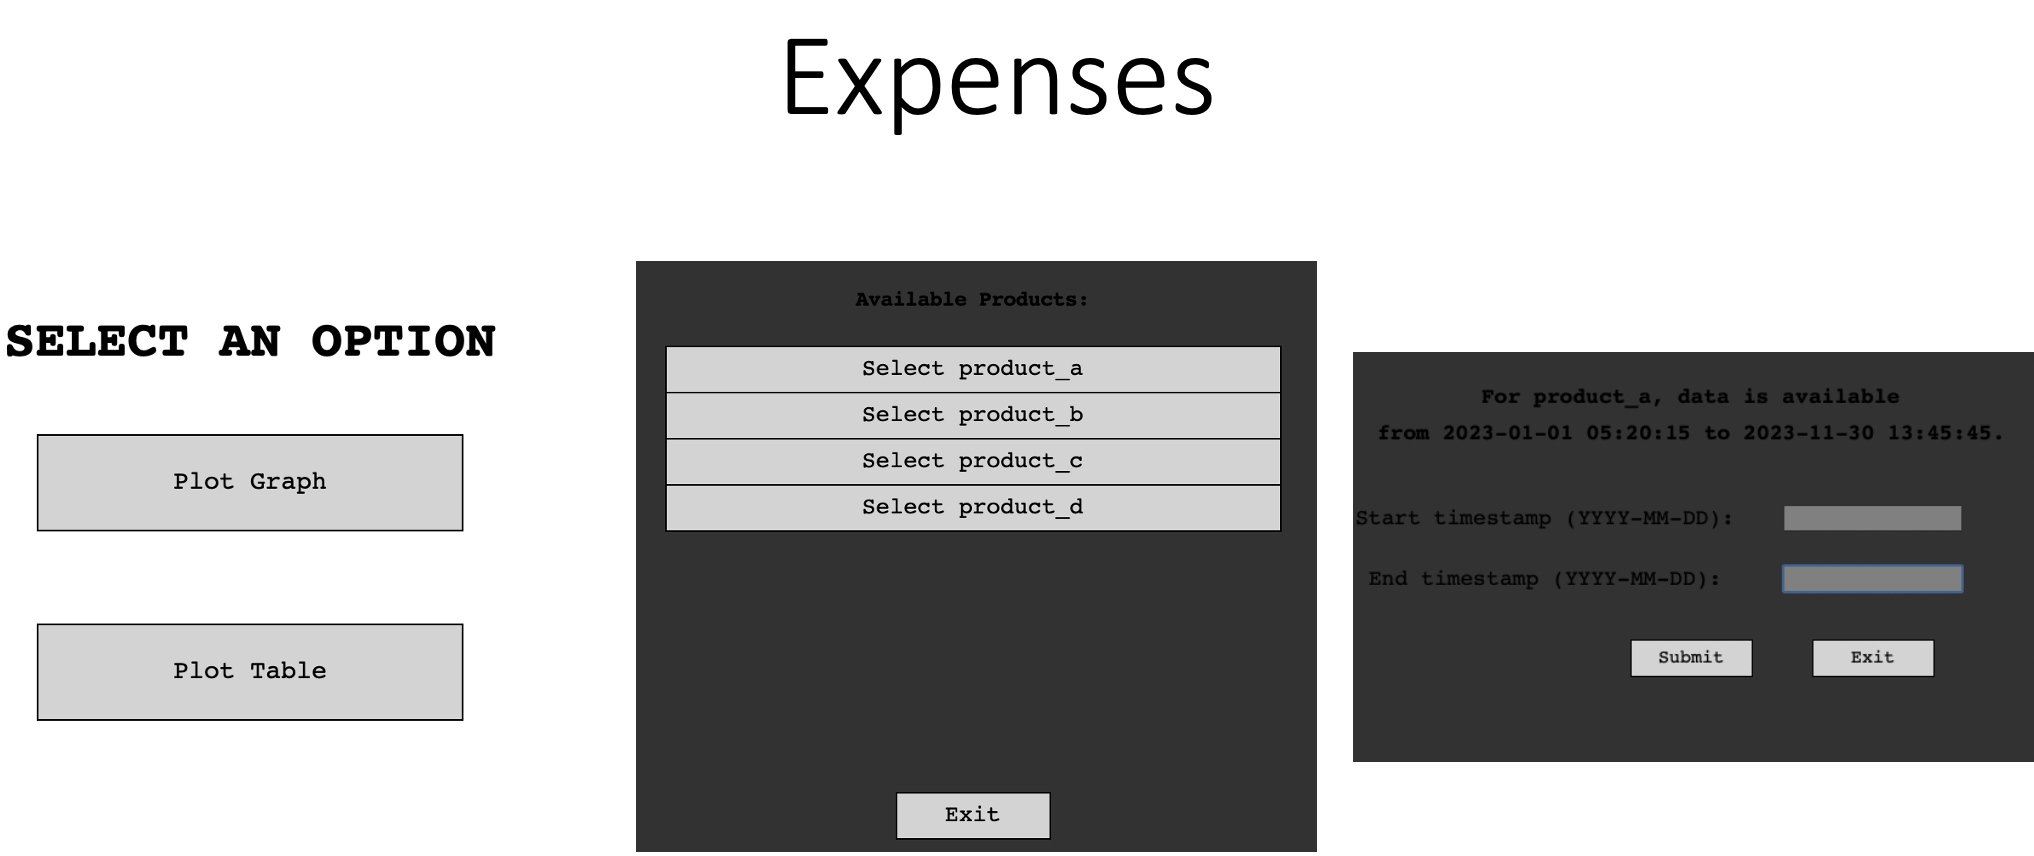 Expenses
SELECT AN OPTION
Plot Graph
Plot Table
Available Products:
Select product_a
Select product_b
Select product_c
Select product_d
Exit
For product_a, data is available
from 2023-01-01 05:20:15 to 2023-11-30 13:45:45.
Start timestamp (YYYY-MM-DD):
End timestamp (YYYY-MM-DD):
Submit Exit